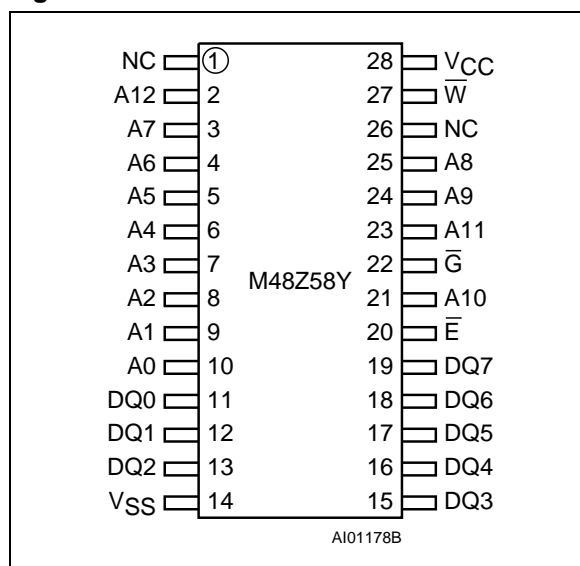 NC 1 28 VCC
A12 2 27 W̅
A7 3 26 NC
A6 4 25 A8
A5 5 24 A9
A4 6 23 A11
A3 7 22 G̅
M48Z58Y
A2 8 21 A10
A1 9 20 E̅
A0 10 19 DQ7
DQ0 11 18 DQ6
DQ1 12 17 DQ5
DQ2 13 16 DQ4
VSS 14 15 DQ3
AI01178B